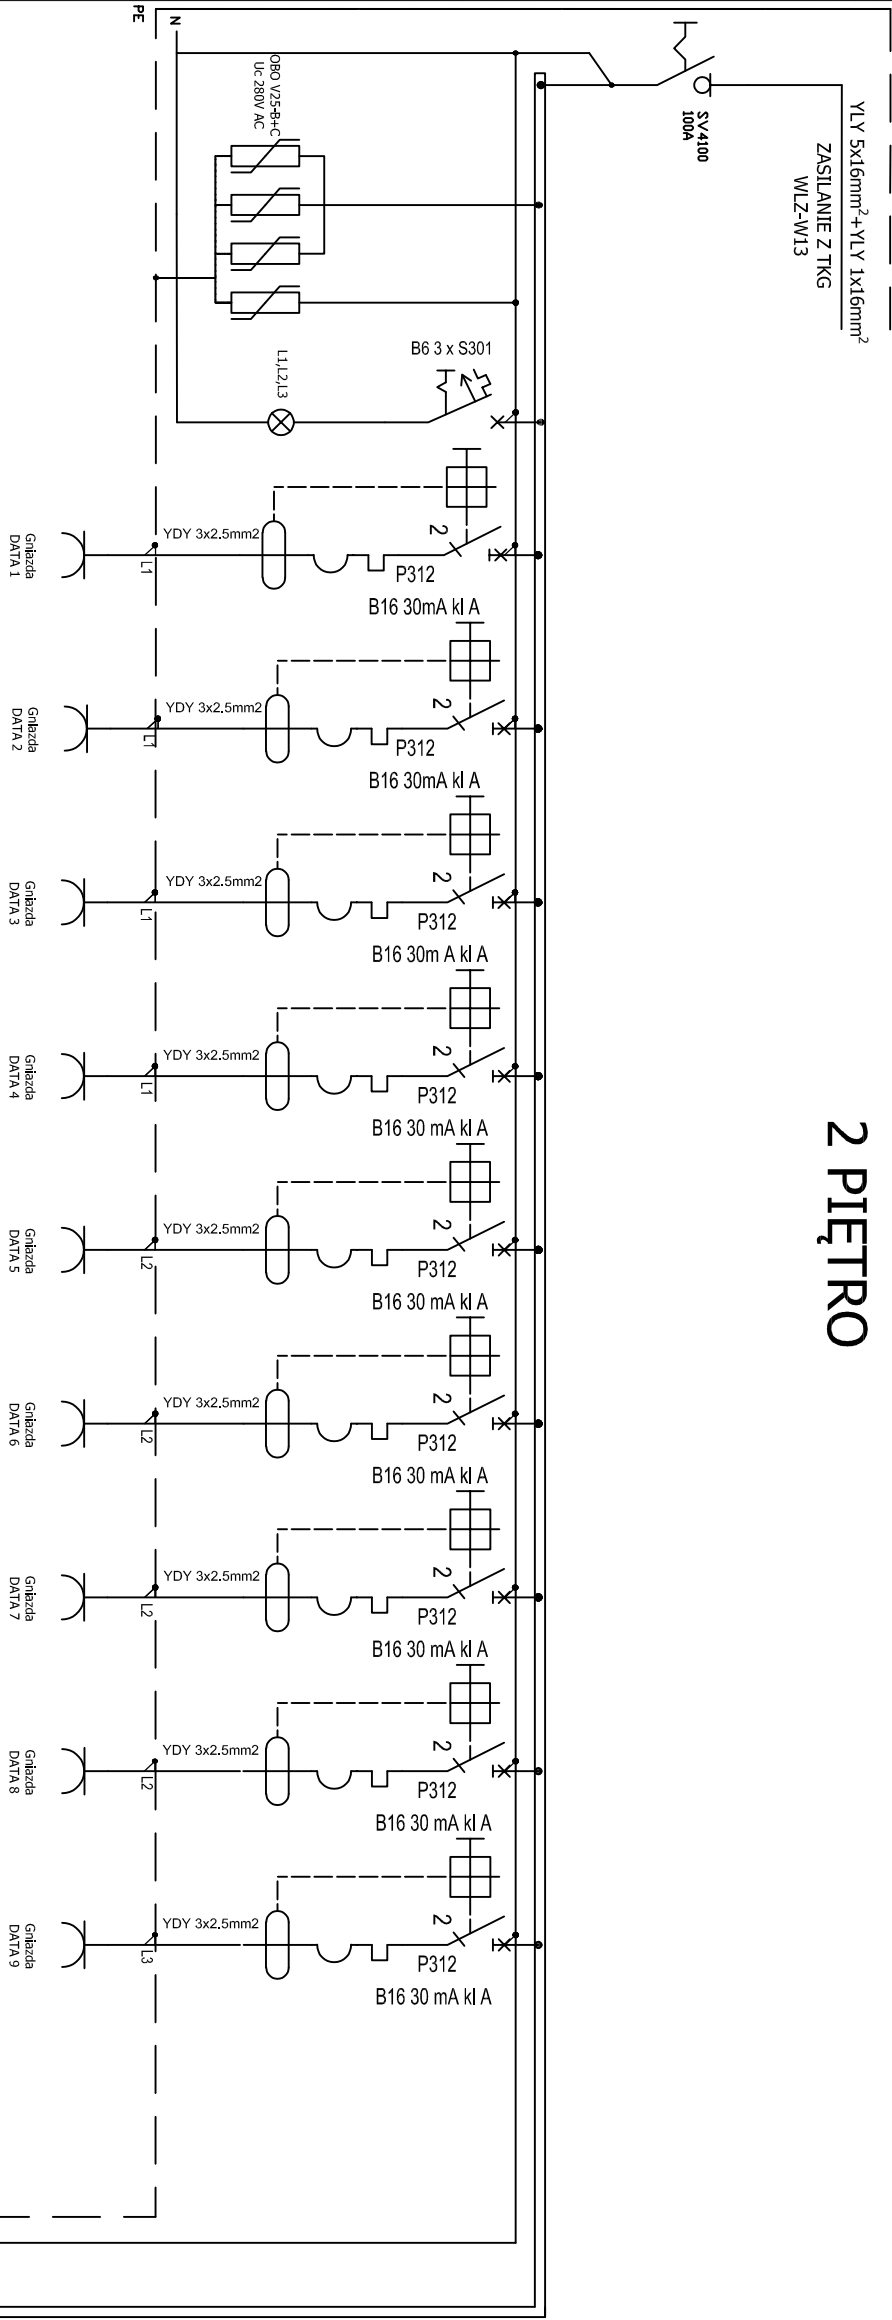 YLY 5x16mm²+YLY 1x16mm²
ZASILANIE Z TKG
WLZ-W13
SV4100
100A
PE
N
OBO V25-B+C
Uc 280V AC
B6 3 x S301
L1,L2,L3
2 PIĘTRO
2
P312
B16 30mA kl A
YDY 3x2.5mm2
L1
Gniazda
DATA 1
2
P312
B16 30mA kl A
YDY 3x2.5mm2
L1
Gniazda
DATA 2
2
P312
B16 30m A kl A
YDY 3x2.5mm2
L1
Gniazda
DATA 3
2
P312
B16 30 mA kl A
YDY 3x2.5mm2
L1
Gniazda
DATA 4
2
P312
B16 30 mA kl A
YDY 3x2.5mm2
L2
Gniazda
DATA 5
2
P312
B16 30 mA kl A
YDY 3x2.5mm2
L2
Gniazda
DATA 6
2
P312
B16 30 mA kl A
YDY 3x2.5mm2
L2
Gniazda
DATA 7
2
P312
B16 30 mA kl A
YDY 3x2.5mm2
L2
Gniazda
DATA 8
2
P312
B16 30 mA kl A
YDY 3x2.5mm2
L3
Gniazda
DATA 9